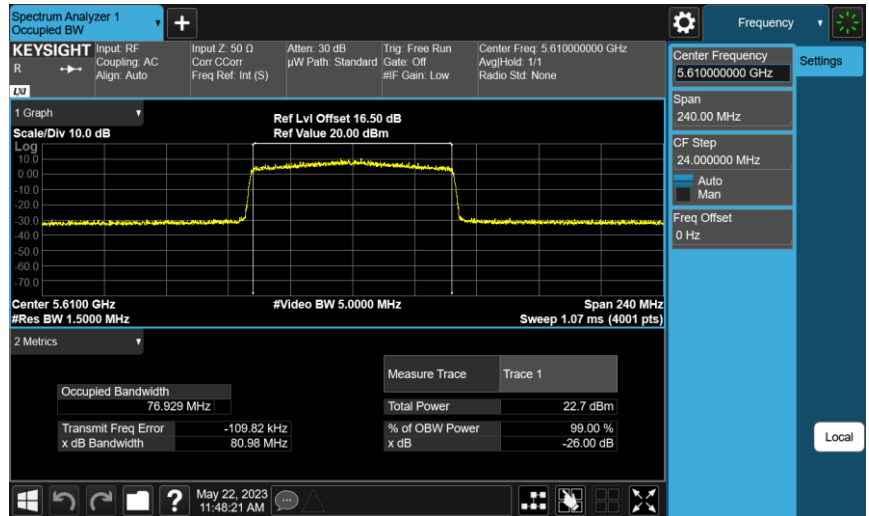 Spectrum Analyzer 1
Occupied BW
Frequency
KEYSIGHT
R
LXI
Input: RF
Coupling: AC
Align: Auto
Input Z: 50 Ω
Corr CCorr
Freq Ref: Int (S)
Atten: 30 dB
µW Path: Standard
Trig: Free Run
Gate: Off
#IF Gain: Low
Center Freq: 5.610000000 GHz
Avg|Hold: 1/1
Radio Std: None
Center Frequency
5.610000000 GHz
Settings
Span
240.00 MHz
CF Step
24.000000 MHz
Auto
Man
Freq Offset
0 Hz
Local
1 Graph
Scale/Div 10.0 dB
Ref Lvl Offset 16.50 dB
Ref Value 20.00 dBm
Log
10.0
0.00
-10.0
-20.0
-30.0
-40.0
-50.0
-60.0
-70.0
Center 5.6100 GHz
#Res BW 1.5000 MHz
#Video BW 5.0000 MHz
Span 240 MHz
Sweep 1.07 ms (4001 pts)
2 Metrics
Measure Trace Trace 1
Occupied Bandwidth
76.929 MHz
Total Power 22.7 dBm
Transmit Freq Error -109.82 kHz
% of OBW Power 99.00 %
x dB Bandwidth 80.98 MHz
x dB -26.00 dB
?
May 22, 2023
11:48:21 AM